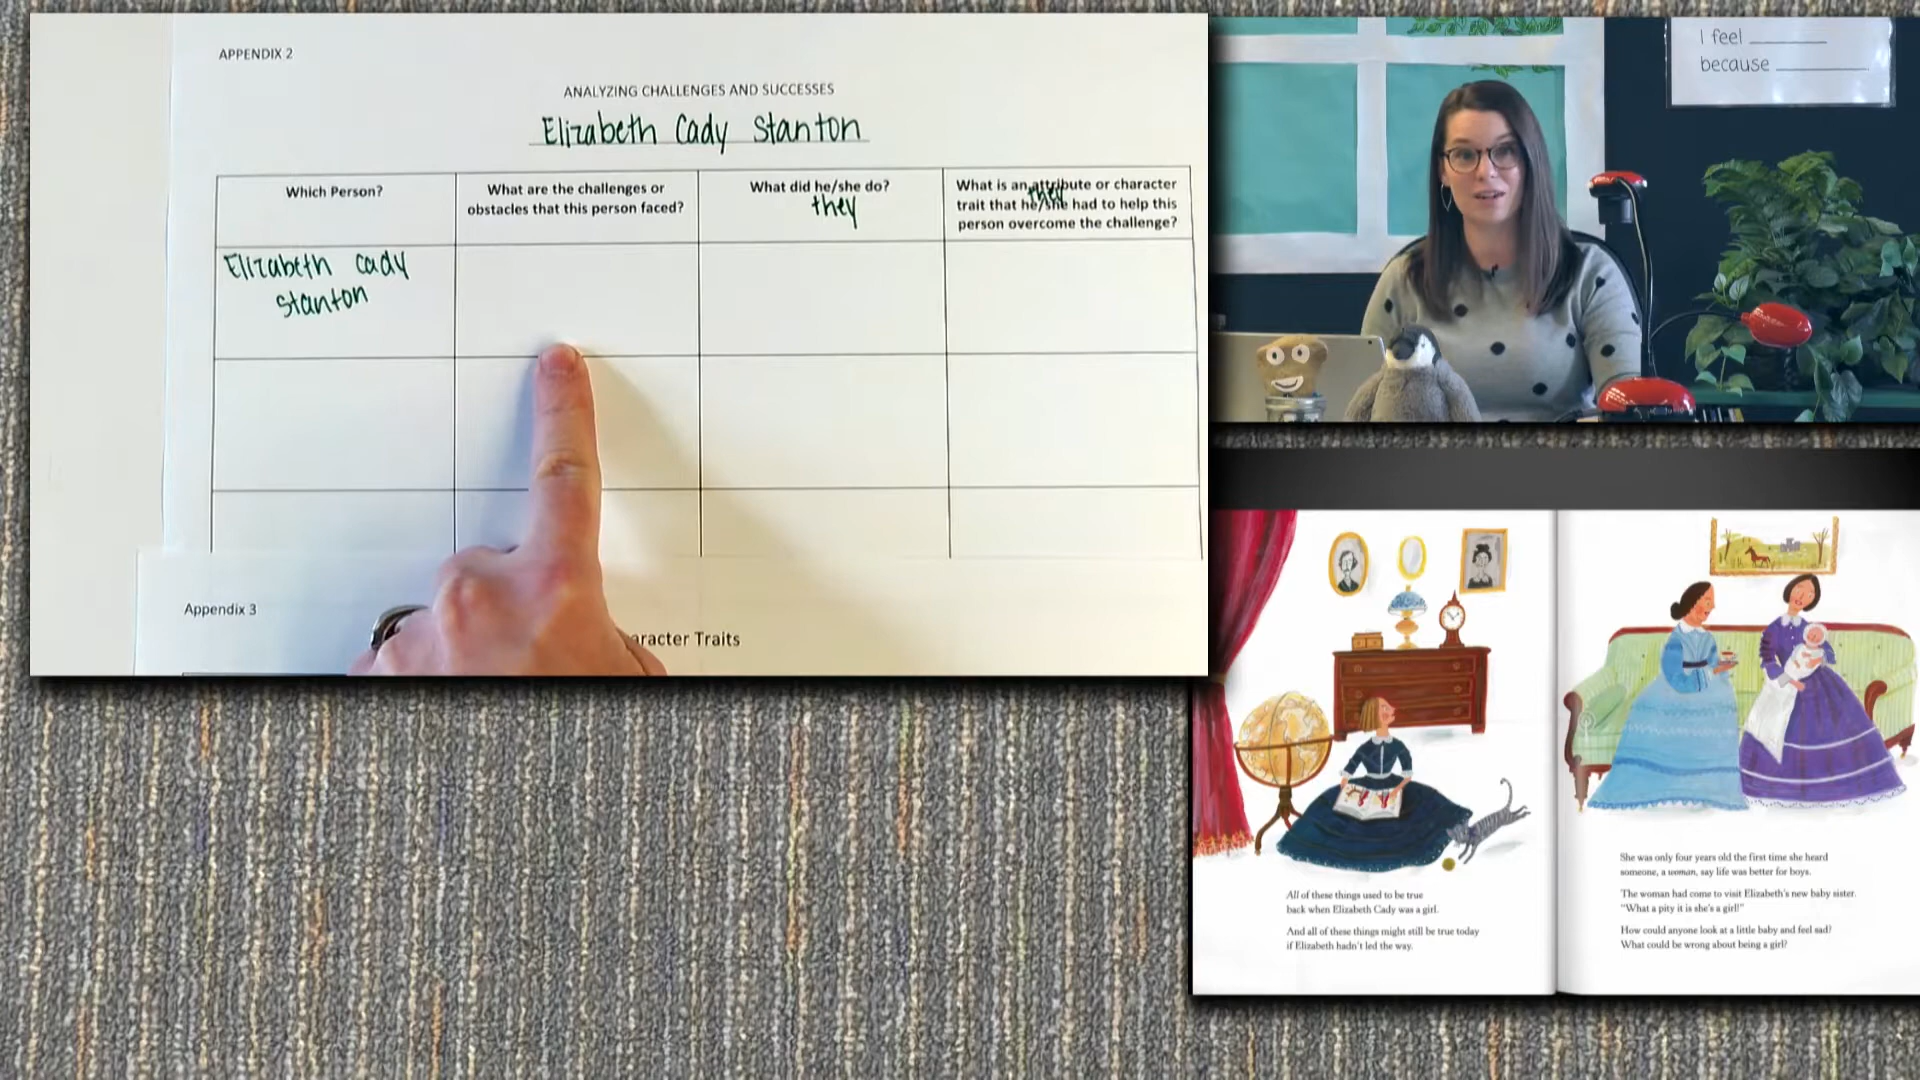 APPENDIX 2
ANALYZING CHALLENGES AND SUCCESSES
Elizabeth Cady Stanton
Which Person?
What are the challenges or
obstacles that this person faced?
What did he/she do?
they
What is an attribute or character
they
trait that he/she had to help this
person overcome the challenge?
Elizabeth Cady
Stanton
Appendix 3
aracter Traits
I feel ________
because __________
All of these things used to be true
back when Elizabeth Cady was a girl.
And all of these things might still be true today
if Elizabeth hadn't led the way.
She was only four years old the first time she heard
someone, a woman, say life was better for boys.
The woman had come to visit Elizabeth's new baby sister.
"What a pity it is she's a girl!"
How could anyone look at a little baby and feel sad?
What could be wrong about being a girl?